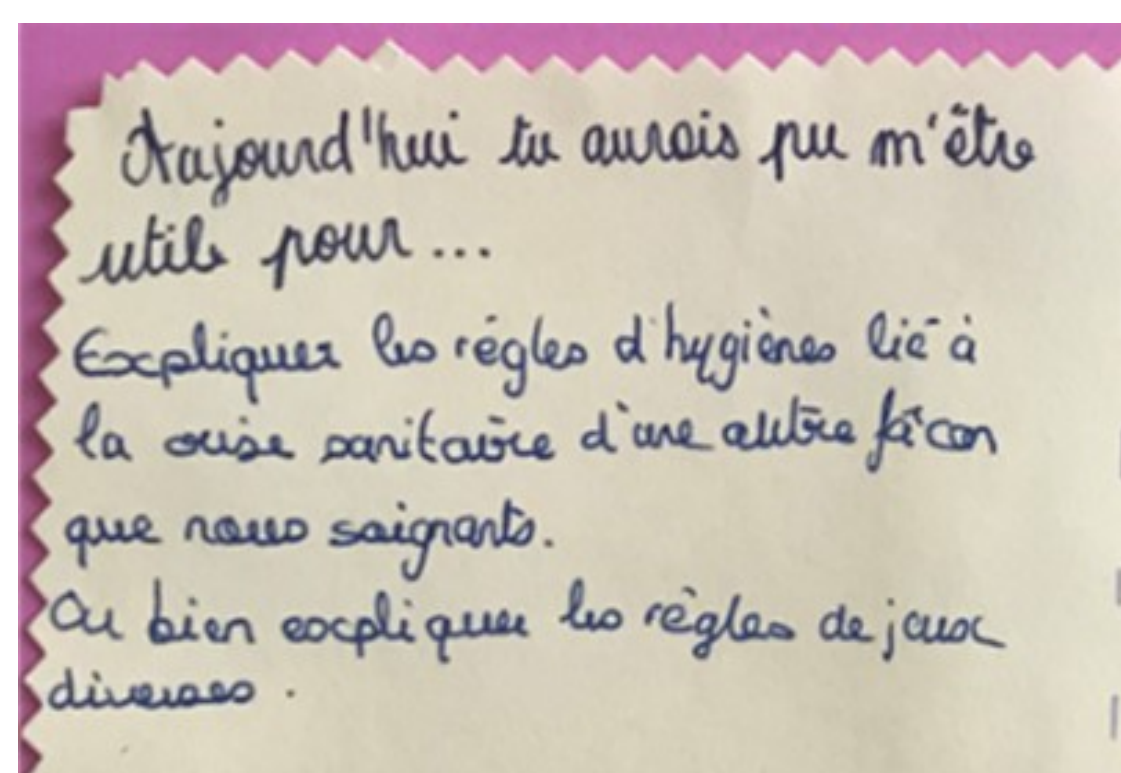 Aujourd'hui tu aurais pu m'être
utile pour...
Expliquer les règles d'hygiènes lié à
la crise sanitaire d'une autre façon
que nous soignants.
Ou bien expliquer les règles de jeux
diverses.